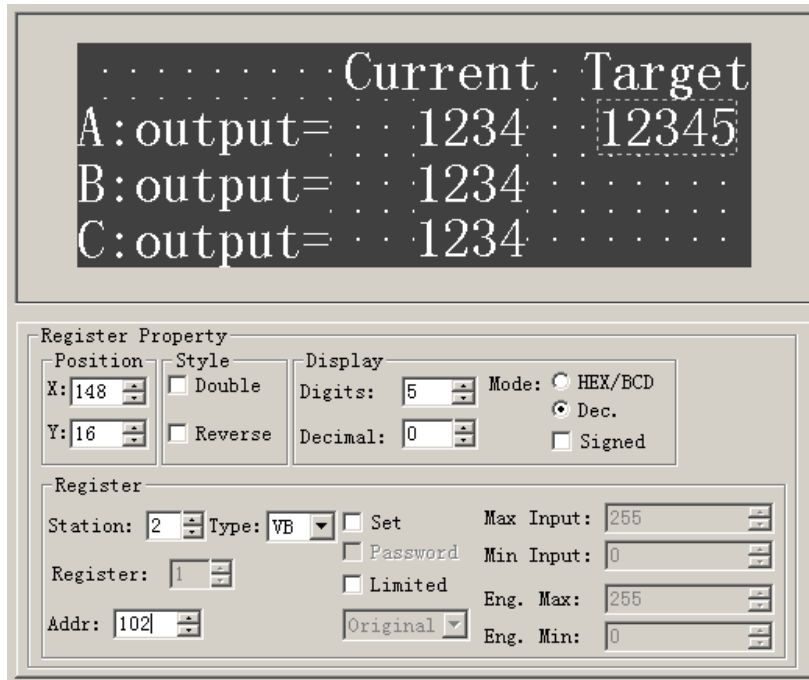 Current Target
A:output= 1234 12345
B:output= 1234
C:output= 1234
Register Property
Position Style Display
X: 148 Double Digits: 5 Mode: HEX/BCD
Dec.
Y: 16 Reverse Decimal: 0 Signed
Register
Station: 2 Type: VB Set Max Input: 255
Password Min Input: 0
Register: 1 Limited
Eng. Max: 255
Addr: 102 Original Eng. Min: 0